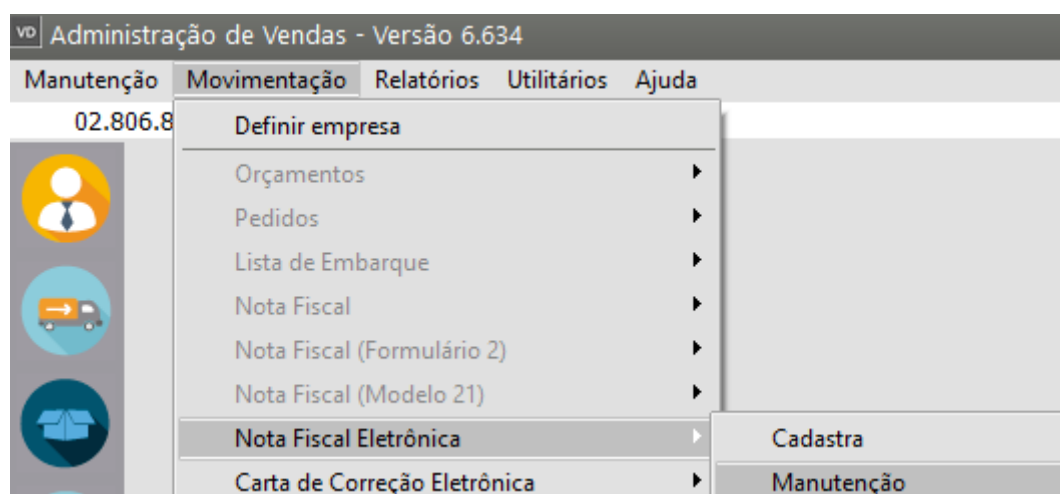 VD Administração de Vendas - Versão 6.634
Manutenção Movimentação Relatórios Utilitários Ajuda
02.806.8
Definir empresa
Orçamentos
Pedidos
Lista de Embarque
Nota Fiscal
Nota Fiscal (Formulário 2)
Nota Fiscal (Modelo 21)
Nota Fiscal Eletrônica Cadastra
Carta de Correção Eletrônica Manutenção